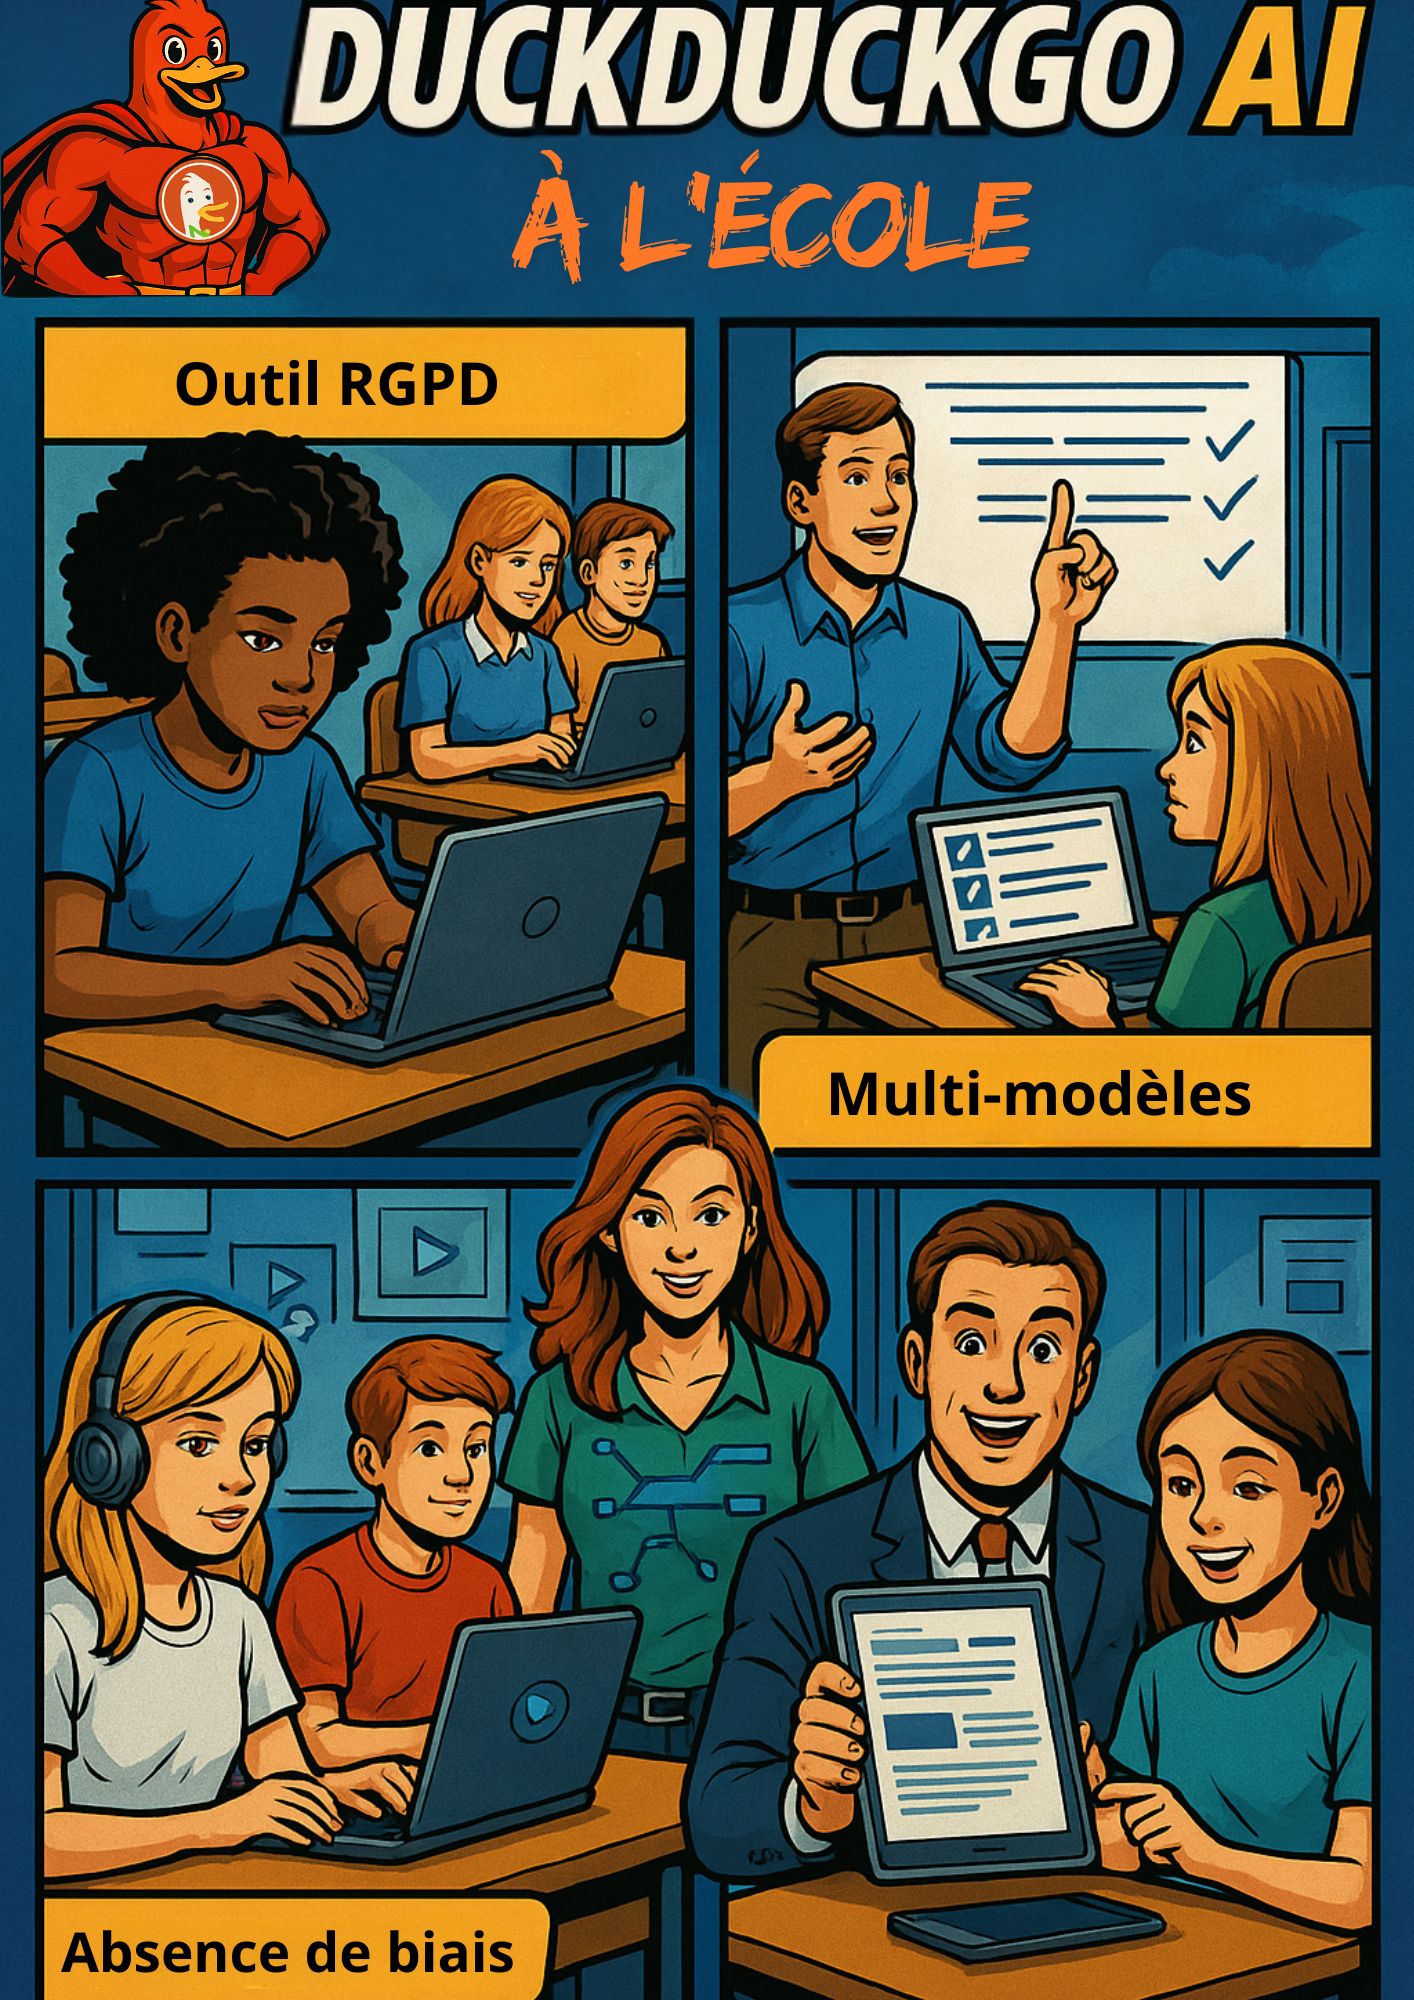 DUCKDUCKGO AI
À L'ÉCOLE
Outil RGPD
Multi-modèles
Absence de biais